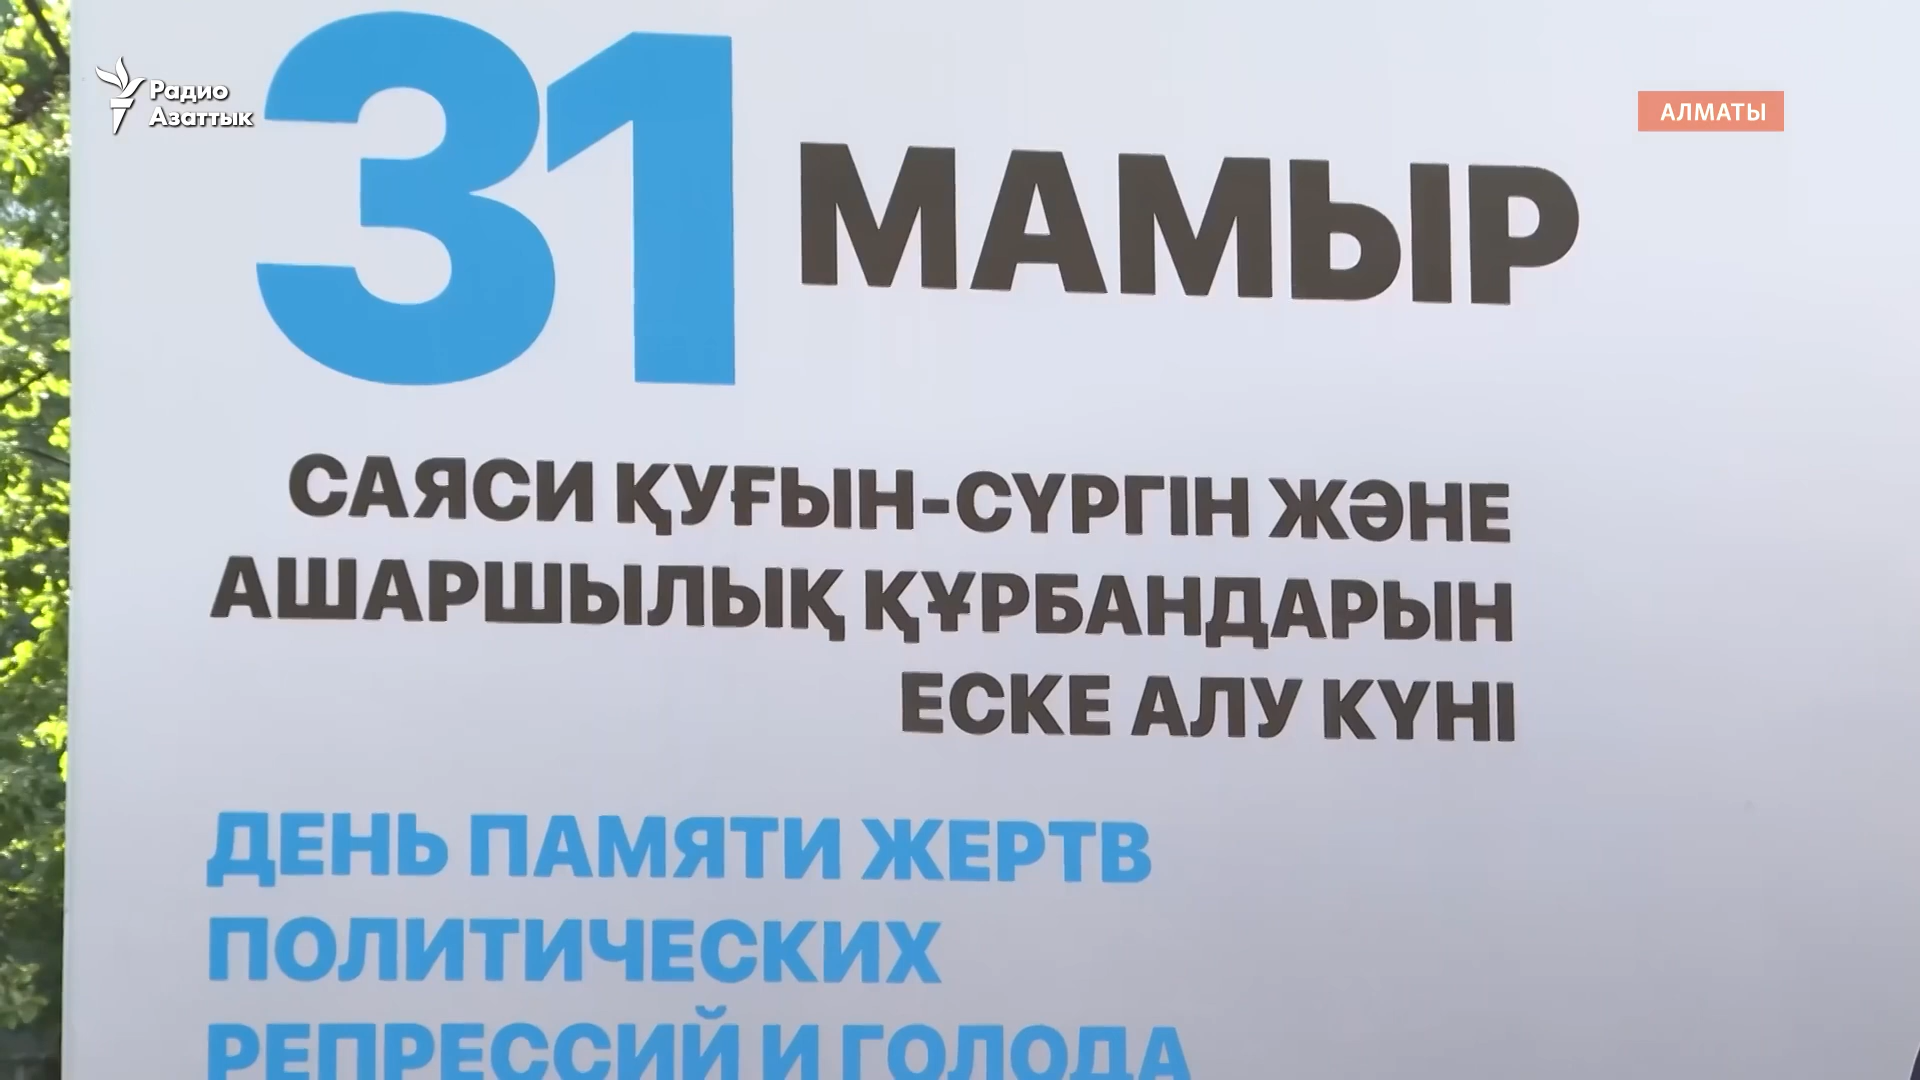 Радио
Азаттык
АЛМАТЫ
31 МАМЫР
САЯСИ ҚУҒЫН-СҮРГІН ЖӘНЕ
АШАРШЫЛЫҚ ҚҰРБАНДАРЫН
ЕСКЕ АЛУ КҮНІ
ДЕНЬ ПАМЯТИ ЖЕРТВ
ПОЛИТИЧЕСКИХ
РЕПРЕССИЙ И ГОЛОДА